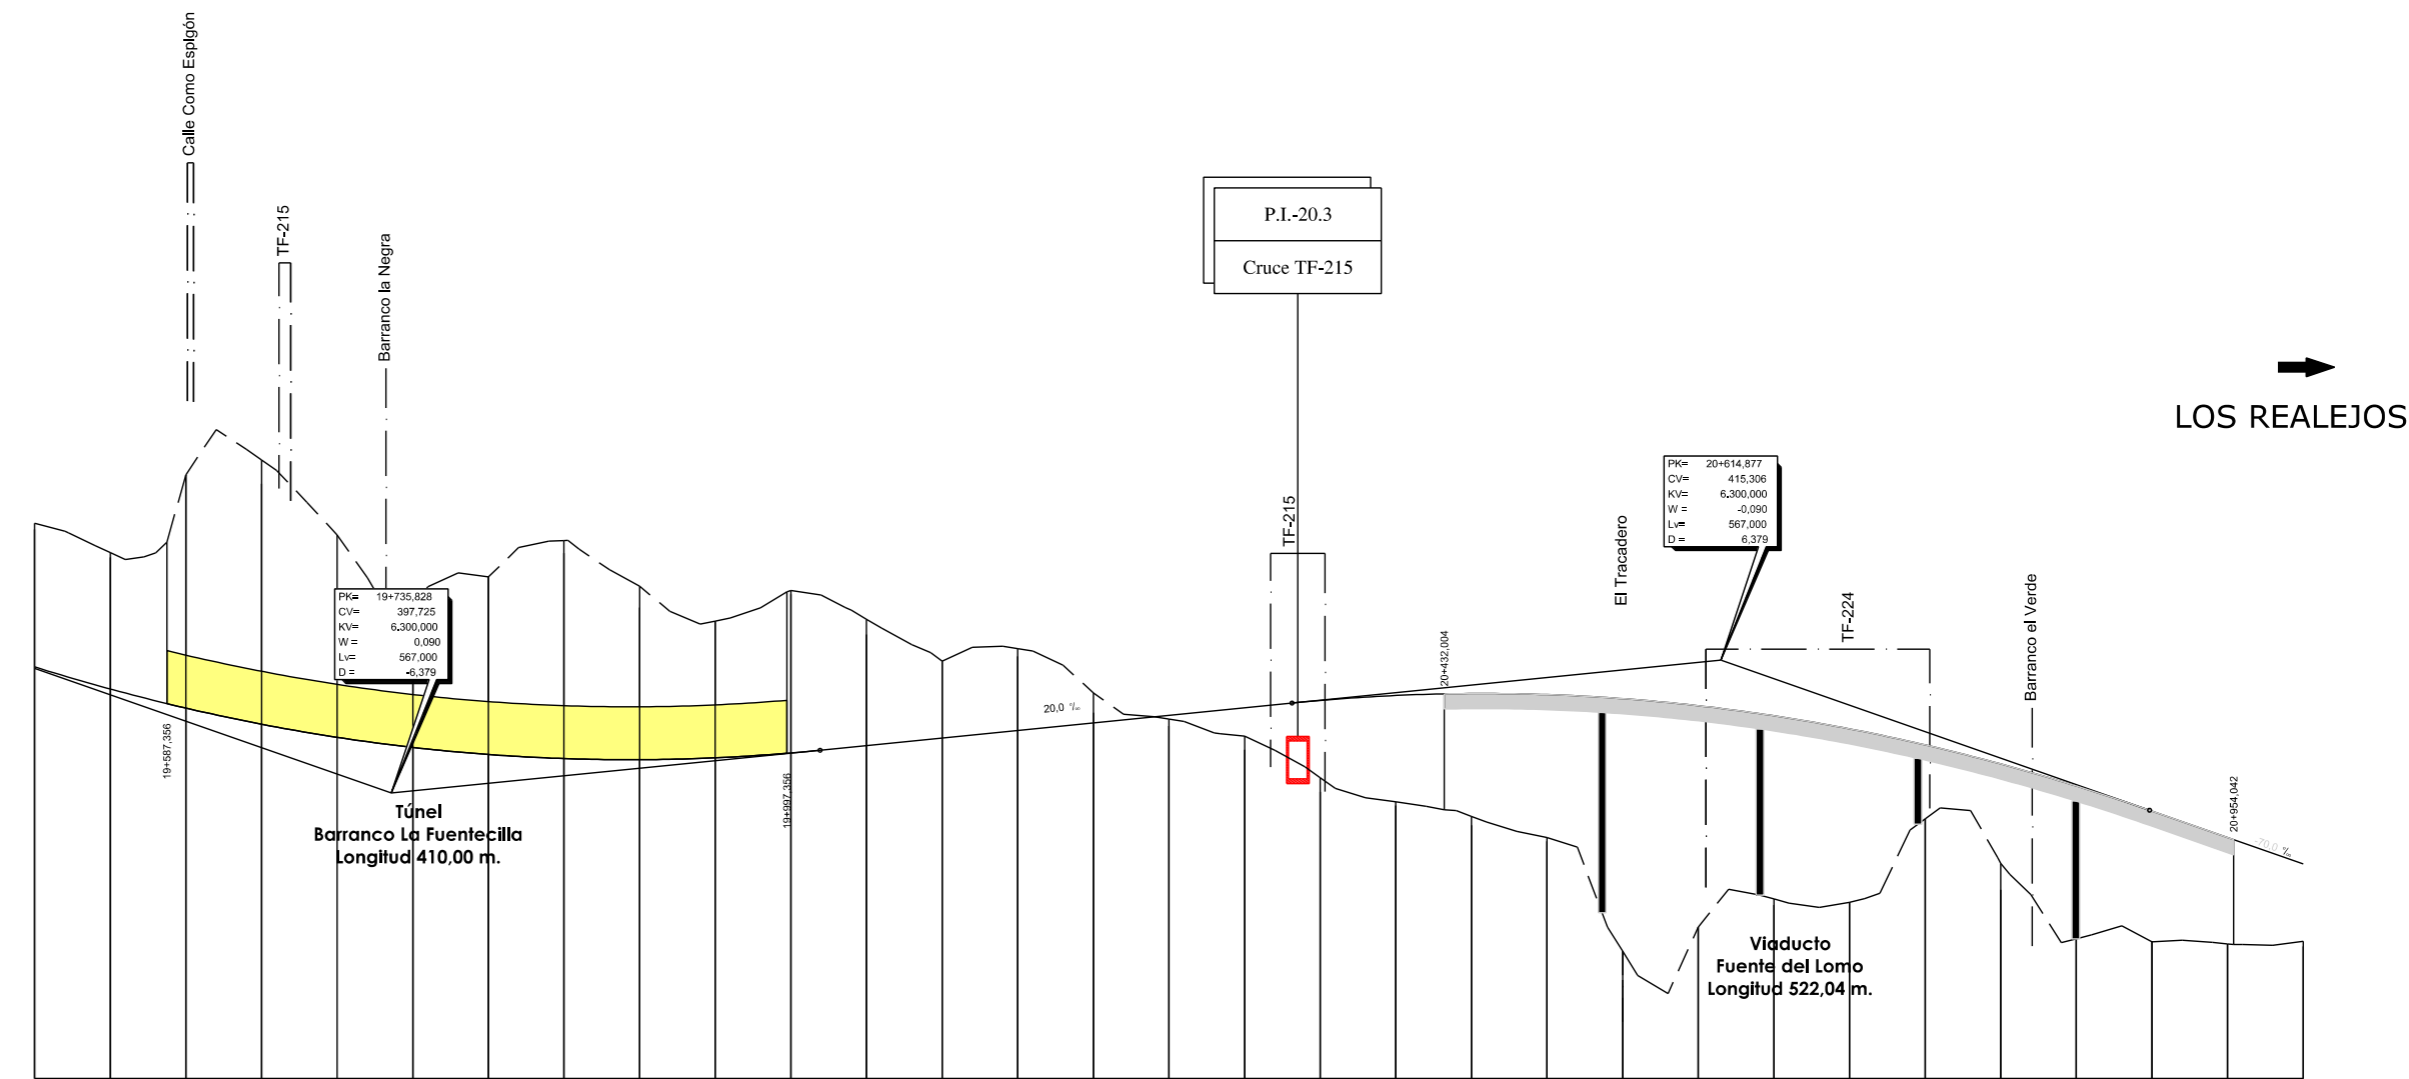 Calle Como Espigón
TF-215
Barranco la Negra
P.I.-20.3
Cruce TF-215
LOS REALEJOS
PK= 20+614,877
CV= 415,306
KV= 6.300,000
W = -0,090
Lv= 567,000
D = 6,379
TF-215
El Tracadero
TF-224
Barranco el Verde
PK= 19+735,828
CV= 397,725
KV= 6.300,000
W = 0,090
Lv= 567,000
D = -6,379
20+432,004
20,0 ‰
19+587,356
19+997,356
20+954,042
-70,0 ‰
Túnel
Barranco La Fuentecilla
Longitud 410,00 m.
Viaducto
Fuente del Lomo
Longitud 522,04 m.